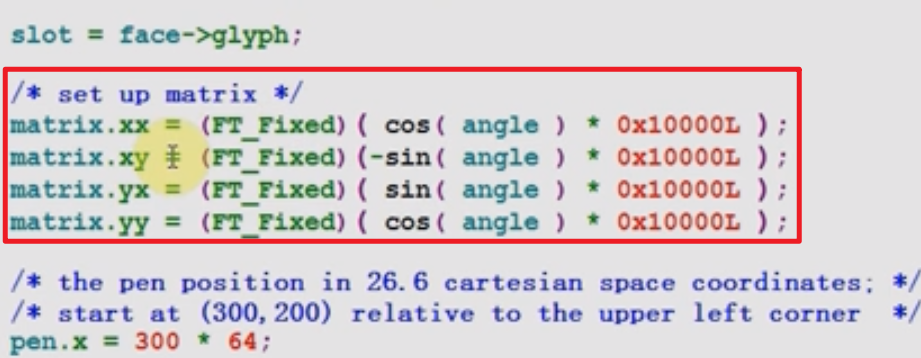 slot = face->glyph;
/* set up matrix */
matrix.xx = (FT_Fixed)( cos( angle ) * 0x10000L );
matrix.xy = (FT_Fixed)(-sin( angle ) * 0x10000L );
matrix.yx = (FT_Fixed)( sin( angle ) * 0x10000L );
matrix.yy = (FT_Fixed)( cos( angle ) * 0x10000L );
/* the pen position in 26.6 cartesian space coordinates; */
/* start at (300,200) relative to the upper left corner */
pen.x = 300 * 64;